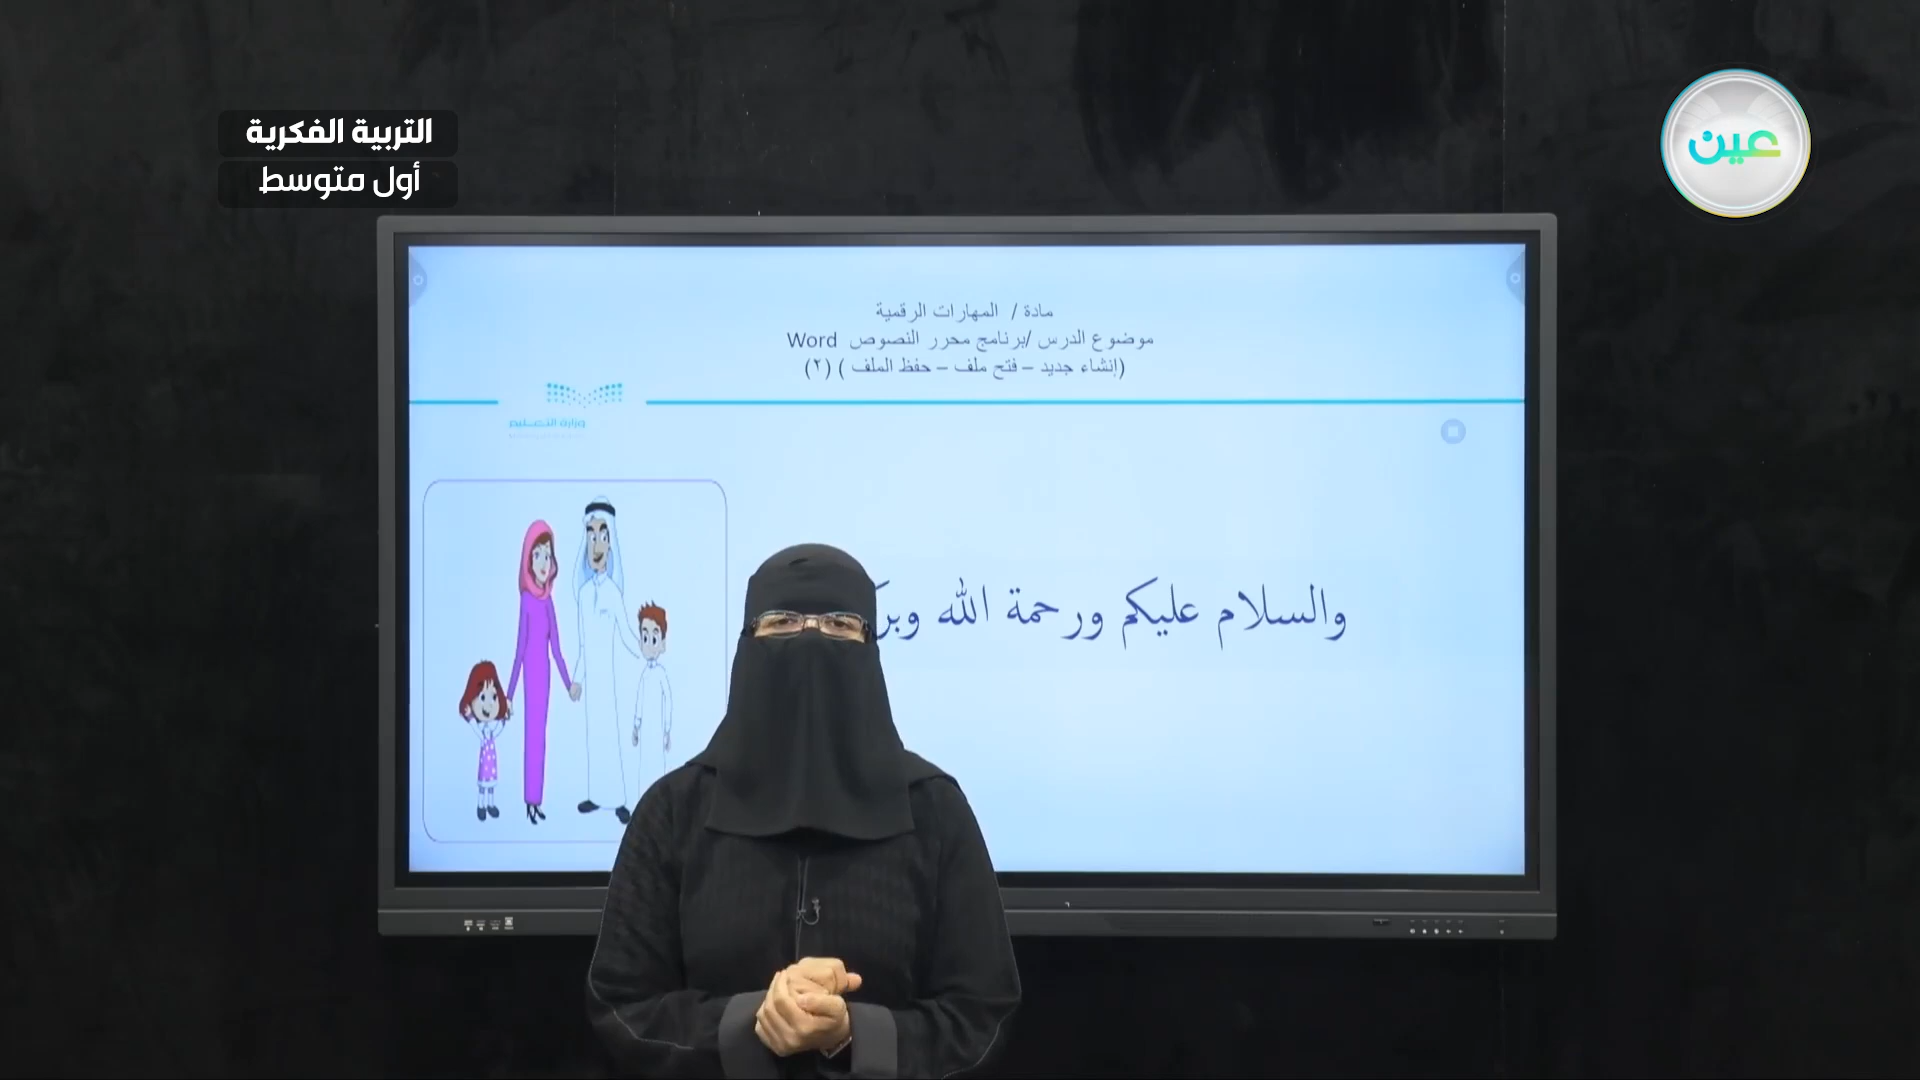 التربية الفكرية
أول متوسط
عين
مادة / المهارات الرقمية
موضوع الدرس /برنامج محرر النصوص Word
(إنشاء جديد – فتح ملف – حفظ الملف ) (٢)
وزارة التعليم
والسلام عليكم ورحمة الله